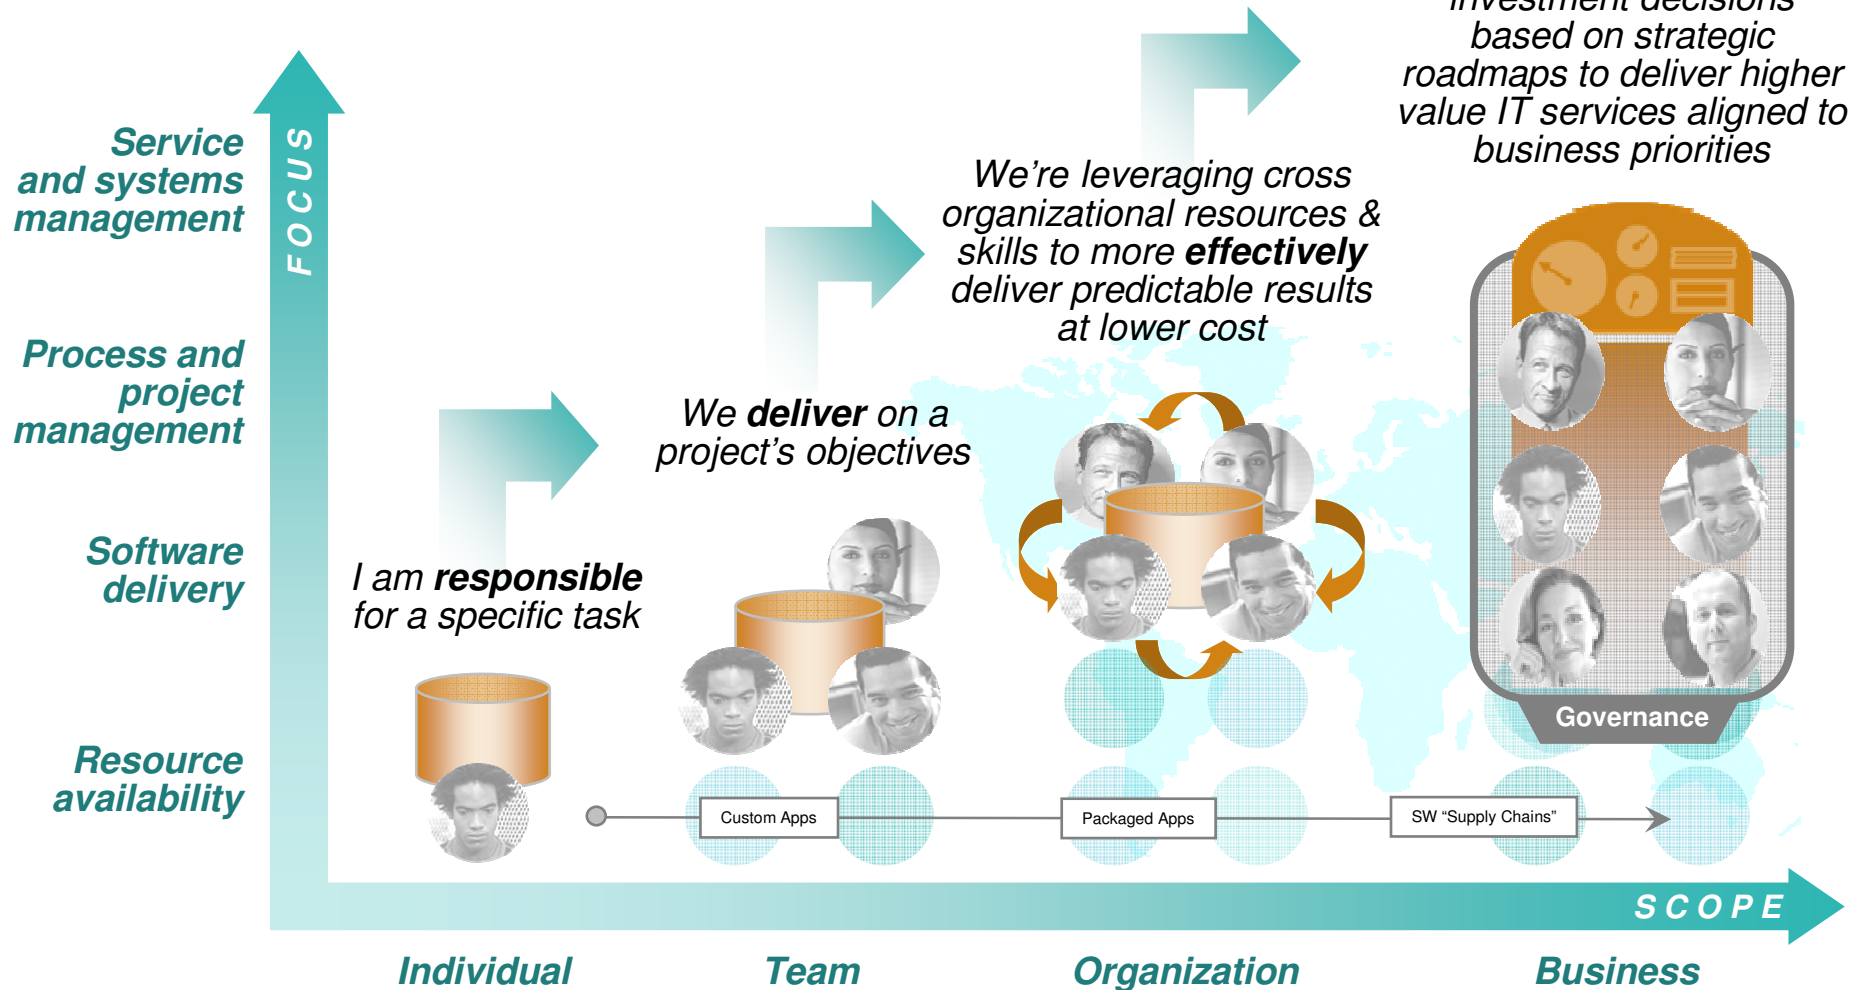 investment decisions
based on strategic
roadmaps to deliver higher
value IT services aligned to
business priorities
FOCUS
Service
and systems
management
We're leveraging cross
organizational resources &
skills to more effectively
deliver predictable results
at lower cost
Process and
project
management
We deliver on a
project's objectives
Software
delivery
I am responsible
for a specific task
Governance
Resource
availability
Custom Apps
Packaged Apps
SW “Supply Chains”
SCOPE
Individual
Team
Organization
Business